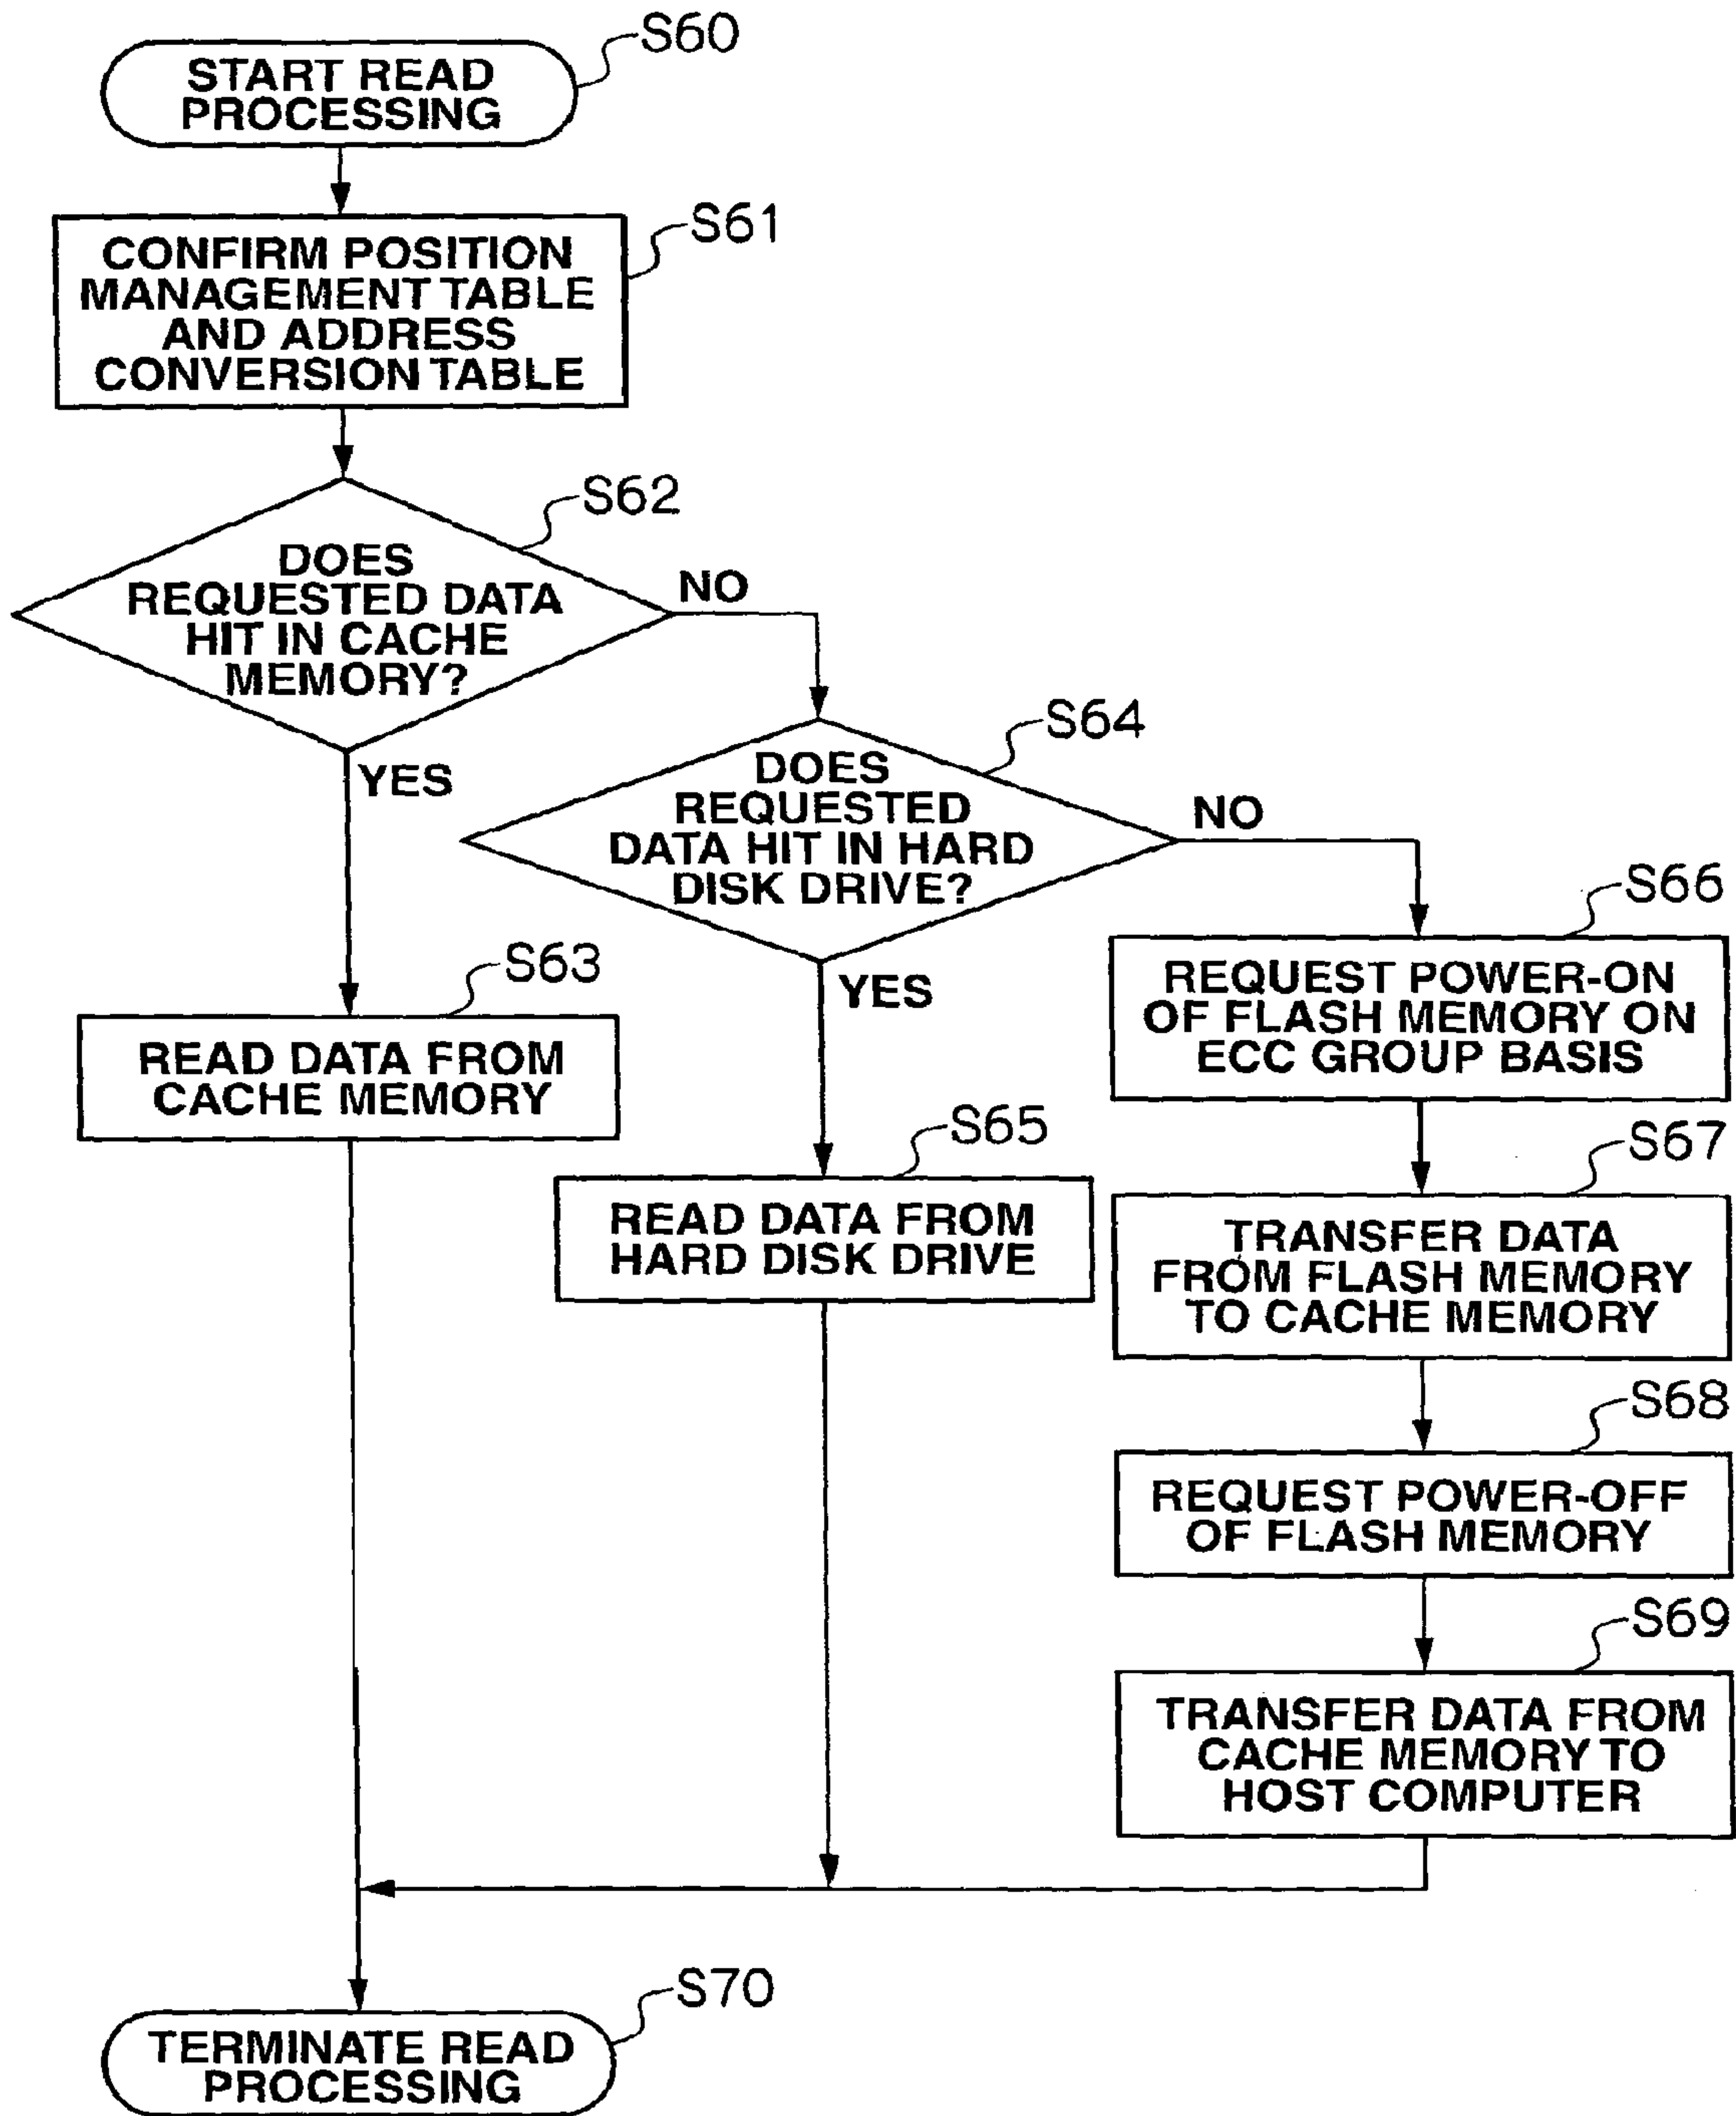 S60
START READ
PROCESSING
S61
CONFIRM POSITION
MANAGEMENT TABLE
AND ADDRESS
CONVERSION TABLE
S62
DOES
REQUESTED DATA
HIT IN CACHE
MEMORY?
NO
YES
S64
DOES
REQUESTED
DATA HIT IN HARD
DISK DRIVE?
NO
YES
S63
READ DATA FROM
CACHE MEMORY
S65
READ DATA FROM
HARD DISK DRIVE
S66
REQUEST POWER-ON
OF FLASH MEMORY ON
ECC GROUP BASIS
S67
TRANSFER DATA
FROM FLASH MEMORY
TO CACHE MEMORY
S68
REQUEST POWER-OFF
OF FLASH MEMORY
S69
TRANSFER DATA FROM
CACHE MEMORY TO
HOST COMPUTER
S70
TERMINATE READ
PROCESSING